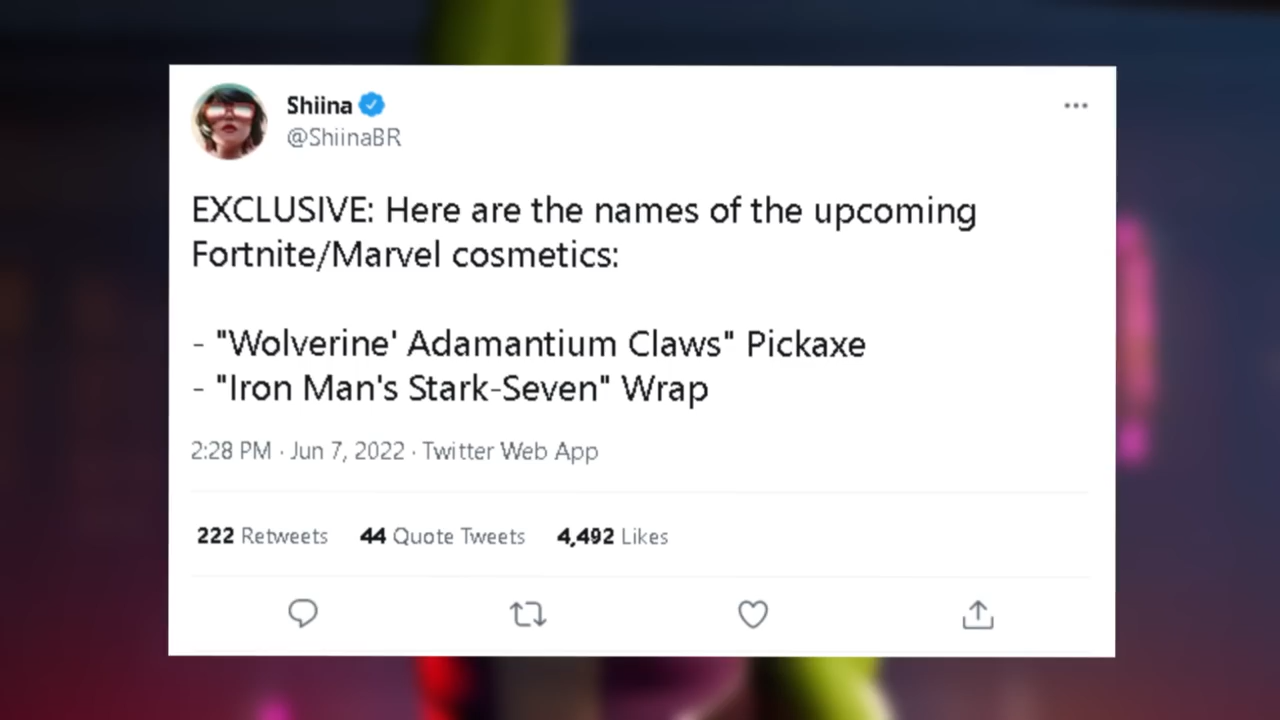 Shiina
@ShiinaBR
EXCLUSIVE: Here are the names of the upcoming
Fortnite/Marvel cosmetics:
- "Wolverine' Adamantium Claws" Pickaxe
- "Iron Man's Stark-Seven" Wrap
2:28 PM · Jun 7, 2022 · Twitter Web App
222 Retweets 44 Quote Tweets 4,492 Likes